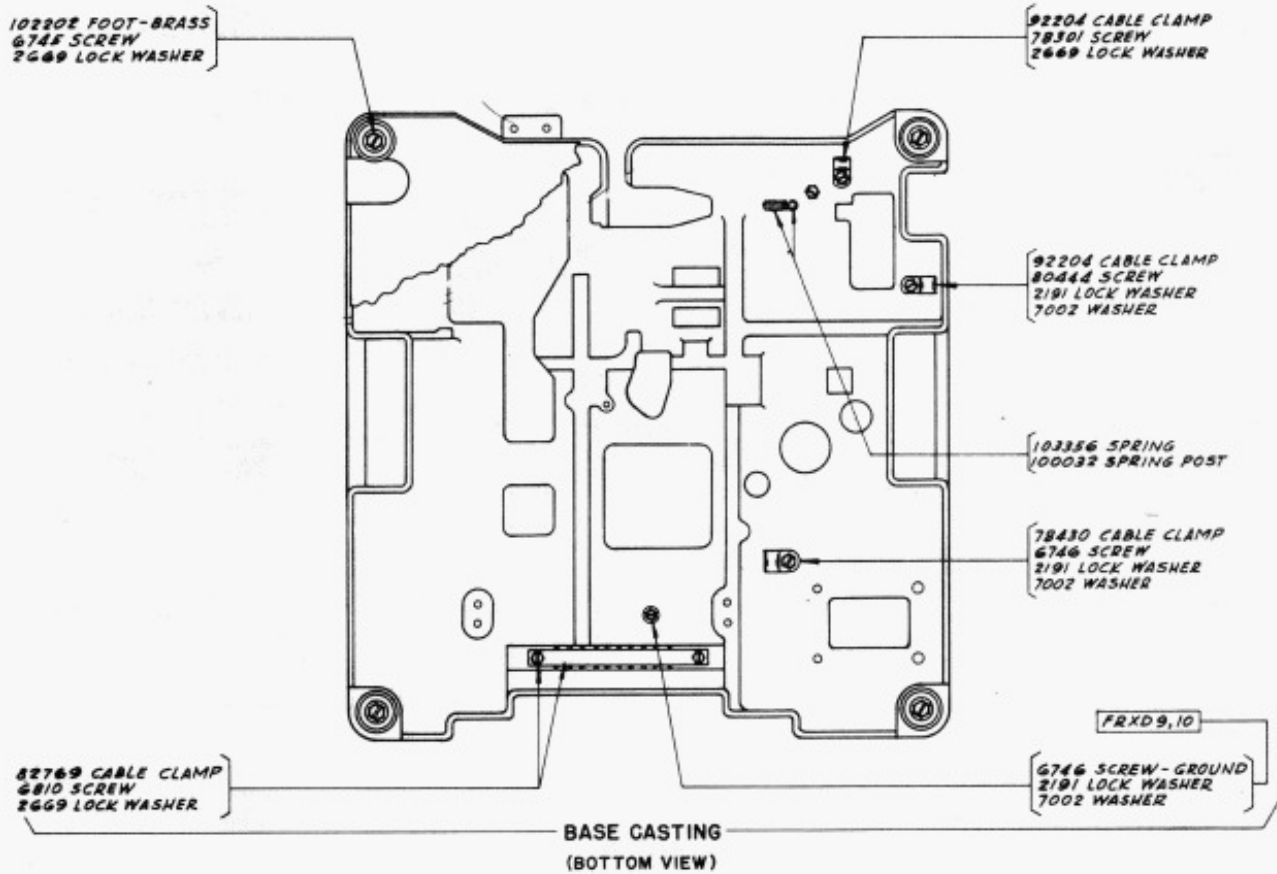 102202 FOOT-BRASS
6745 SCREW
2669 LOCK WASHER
92204 CABLE CLAMP
78301 SCREW
2669 LOCK WASHER
92204 CABLE CLAMP
80444 SCREW
2191 LOCK WASHER
7002 WASHER
103356 SPRING
100032 SPRING POST
78430 CABLE CLAMP
6746 SCREW
2191 LOCK WASHER
7002 WASHER
FRXD9,10
82769 CABLE CLAMP
6810 SCREW
2669 LOCK WASHER
6746 SCREW-GROUND
2191 LOCK WASHER
7002 WASHER
BASE CASTING
(BOTTOM VIEW)